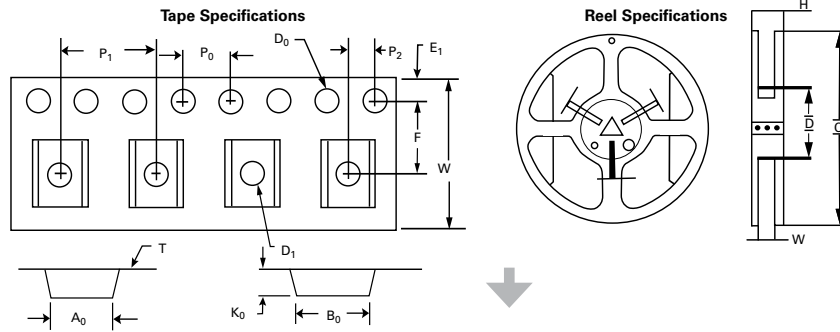 Tape Specifications
Reel Specifications
H
P₁
P₀
D₀
P₂
E₁
F
W
D
C
D₁
T
W
A₀
K₀
B₀